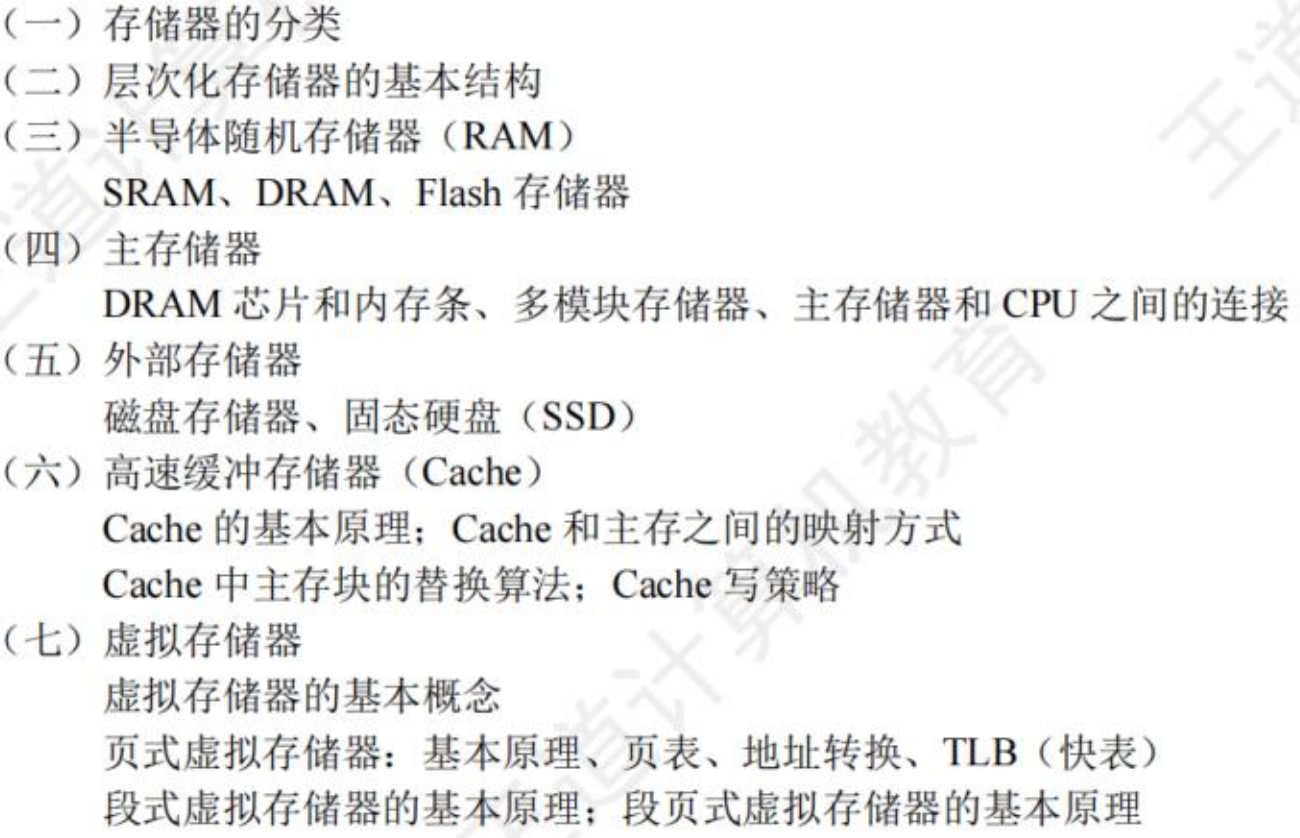 （一）存储器的分类
（二）层次化存储器的基本结构
（三）半导体随机存储器（RAM）
SRAM、DRAM、Flash 存储器
（四）主存储器
DRAM 芯片和内存条、多模块存储器、主存储器和 CPU 之间的连接
（五）外部存储器
磁盘存储器、固态硬盘（SSD）
（六）高速缓冲存储器（Cache）
Cache 的基本原理；Cache 和主存之间的映射方式
Cache 中主存块的替换算法；Cache 写策略
（七）虚拟存储器
虚拟存储器的基本概念
页式虚拟存储器：基本原理、页表、地址转换、TLB（快表）
段式虚拟存储器的基本原理；段页式虚拟存储器的基本原理
王道计算机教育